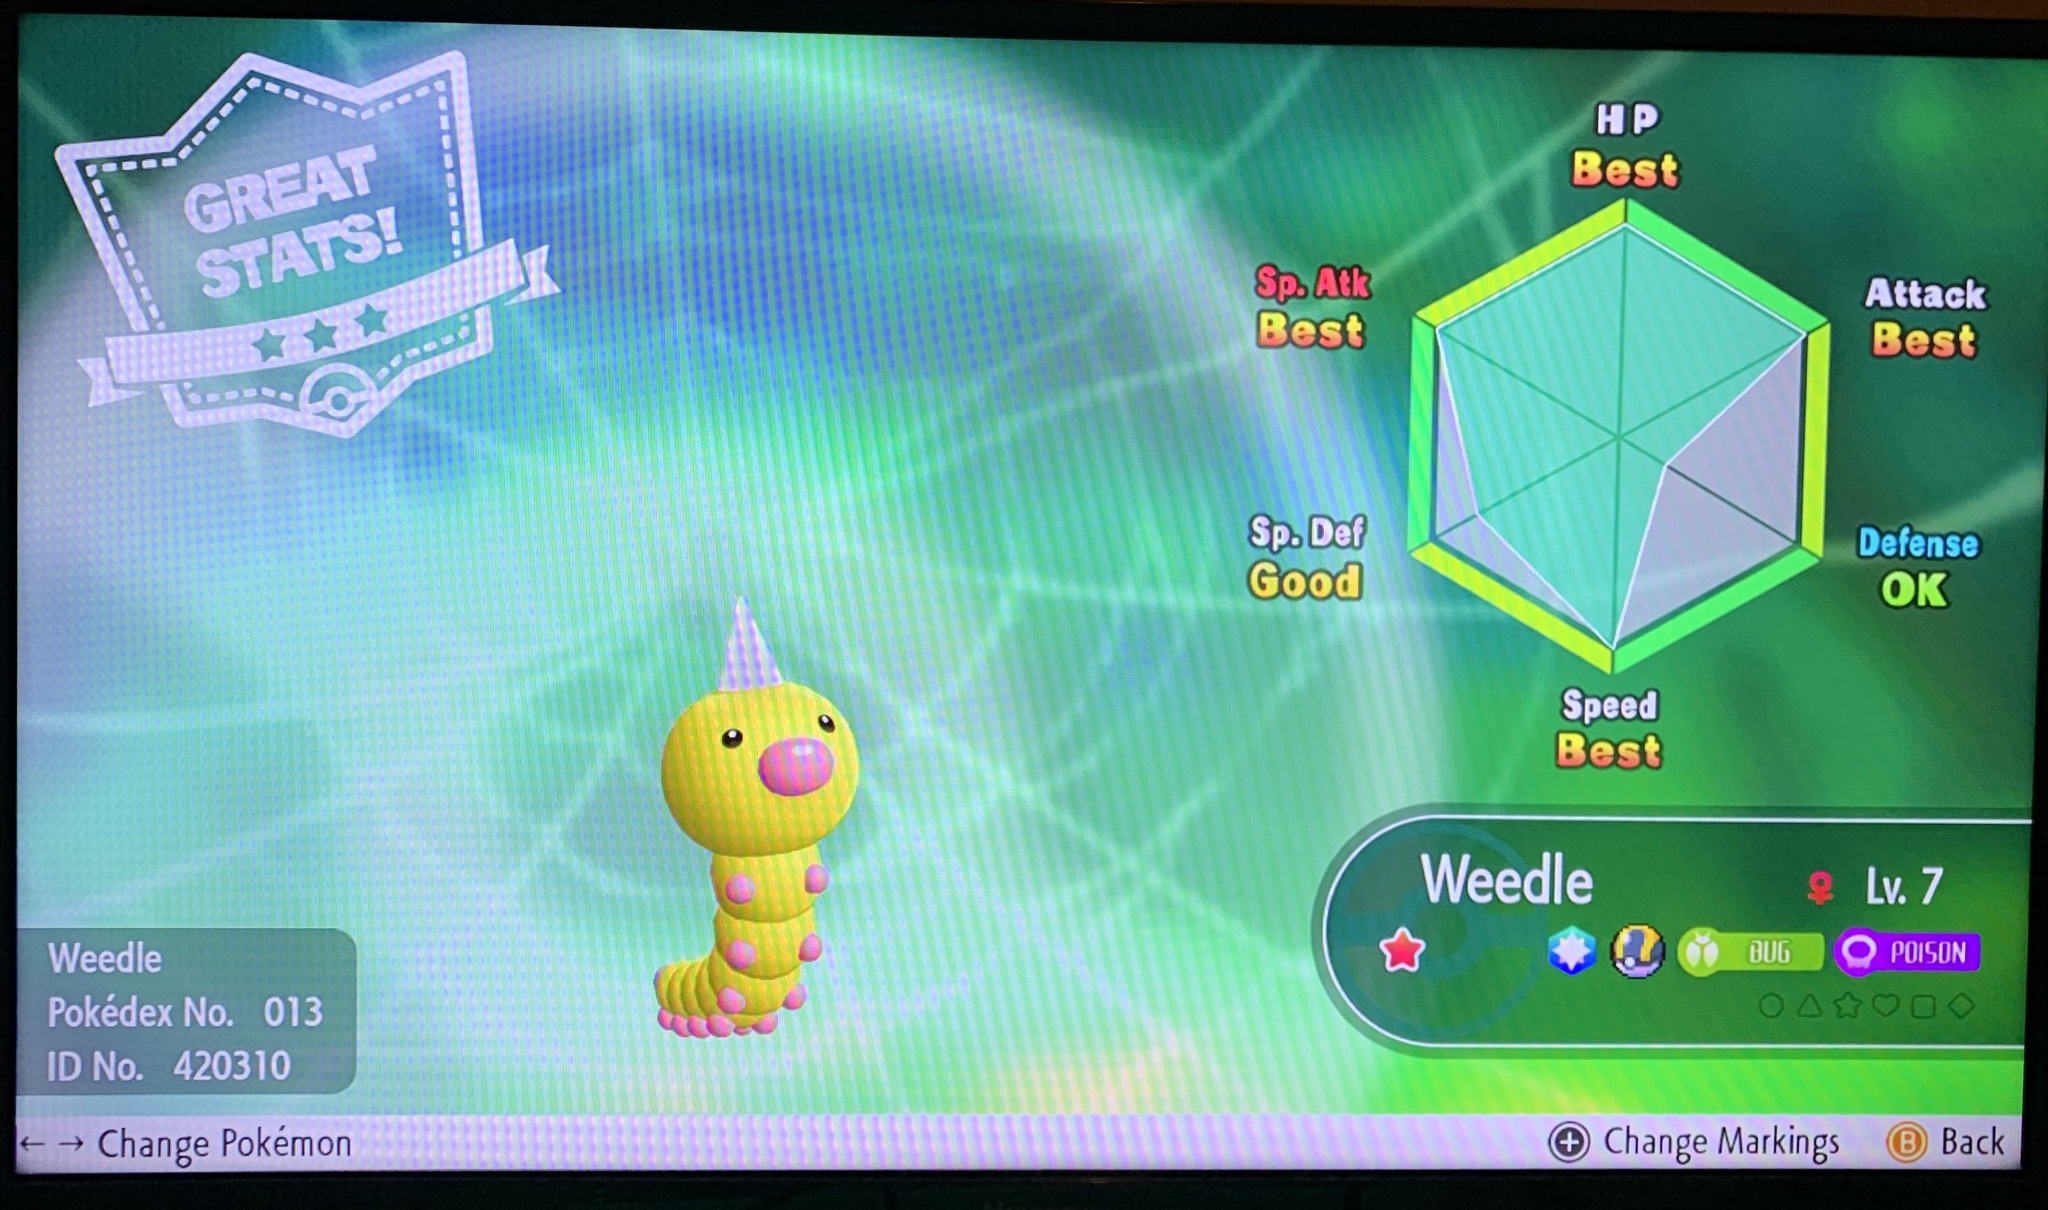 GREAT
STATS!
HP
Best
Sp. Atk
Best
Attack
Best
Sp. Def
Good
Defense
OK
Speed
Best
Weedle ♀ Lv. 7
BUG POISON
Weedle
Pokédex No. 013
ID No. 420310
← → Change Pokémon
+ Change Markings B Back